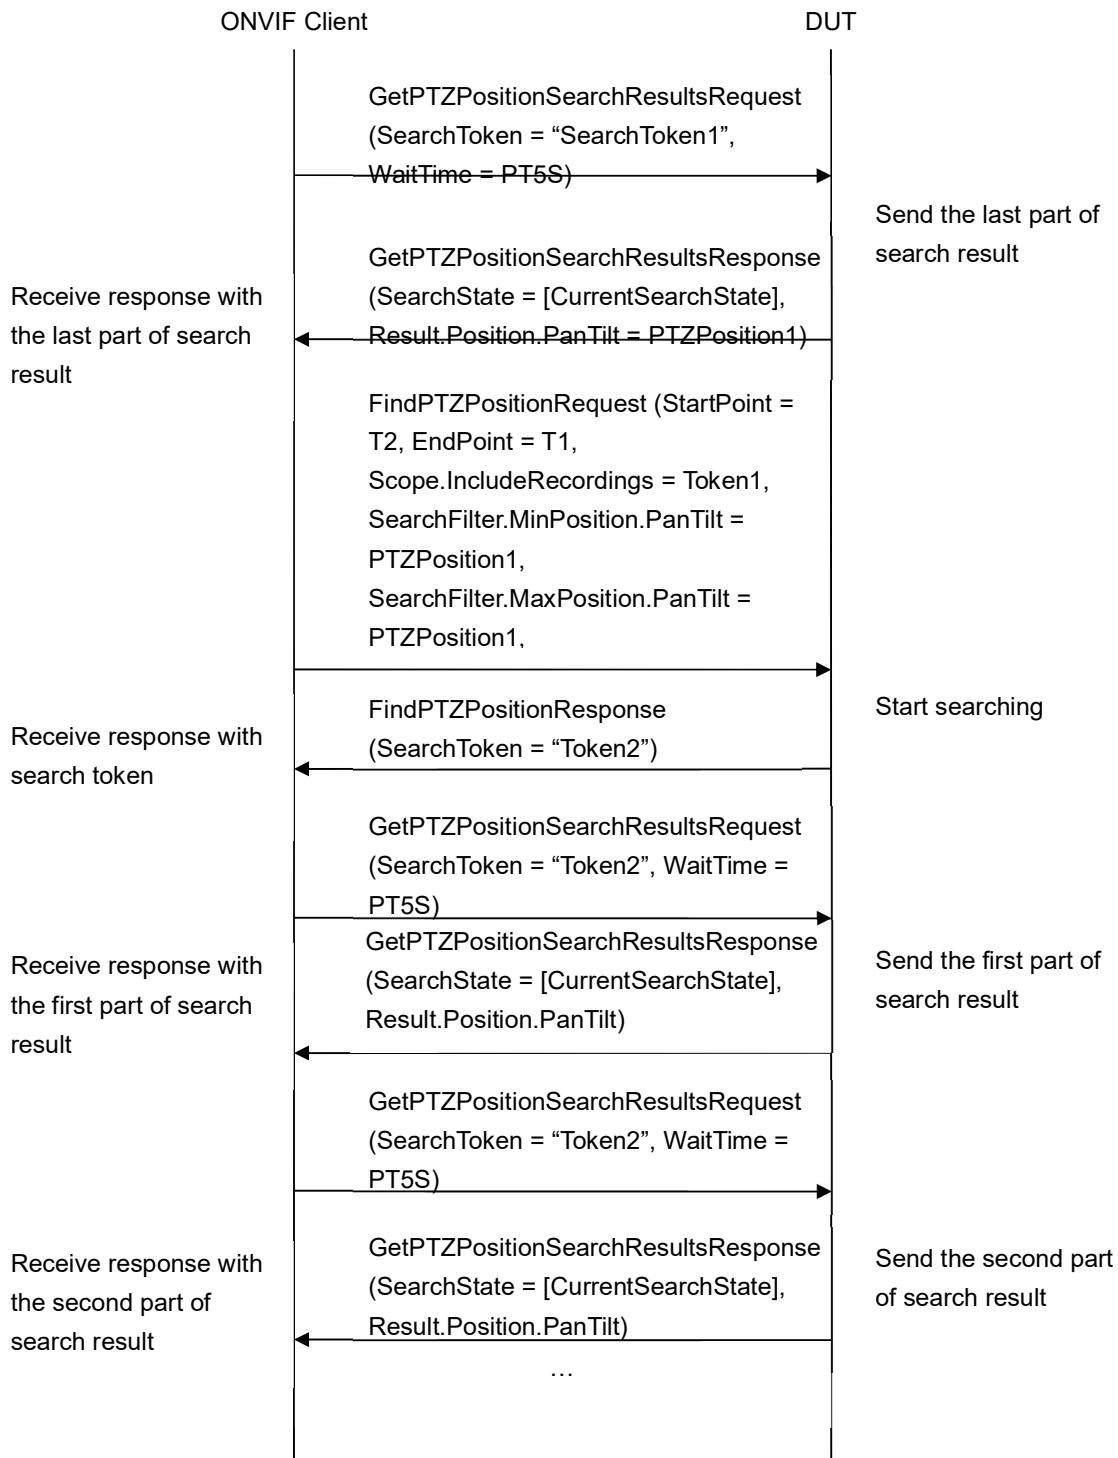 ONVIF Client
DUT
GetPTZPositionSearchResultsRequest
(SearchToken = “SearchToken1”,
WaitTime = PT5S)
Send the last part of
search result
GetPTZPositionSearchResultsResponse
(SearchState = [CurrentSearchState],
Result.Position.PanTilt = PTZPosition1)
Receive response with
the last part of search
result
FindPTZPositionRequest (StartPoint =
T2, EndPoint = T1,
Scope.IncludeRecordings = Token1,
SearchFilter.MinPosition.PanTilt =
PTZPosition1,
SearchFilter.MaxPosition.PanTilt =
PTZPosition1,
Start searching
FindPTZPositionResponse
(SearchToken = “Token2”)
Receive response with
search token
GetPTZPositionSearchResultsRequest
(SearchToken = “Token2”, WaitTime =
PT5S)
GetPTZPositionSearchResultsResponse
(SearchState = [CurrentSearchState],
Result.Position.PanTilt)
Send the first part of
search result
Receive response with
the first part of search
result
GetPTZPositionSearchResultsRequest
(SearchToken = “Token2”, WaitTime =
PT5S)
GetPTZPositionSearchResultsResponse
(SearchState = [CurrentSearchState],
Result.Position.PanTilt)
Send the second part
of search result
Receive response with
the second part of
search result
…